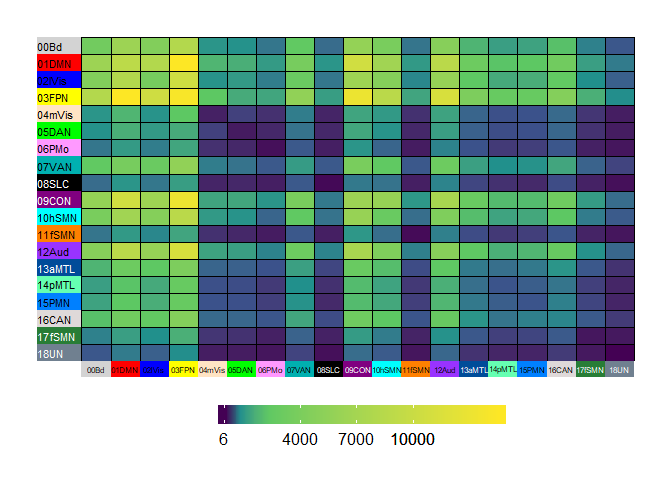 00Bd
01DMN
02Vis
03FPN
04mVis
05DAN
06PMo
07VAN
08SLC
09CON
10hSMN
11fSMN
12Aud
13aMTL
14pMTL
15PMN
16CAN
17fSMN
18UN
00Bd 01DMN 02Vis 03FPN 04mVis 05DAN 06PMo 07VAN 08SLC 09CON 10hSMN 11fSMN 12Aud 13aMTL 14pMTL 15PMN 16CAN 17fSMN 18UN
6 4000 7000 10000